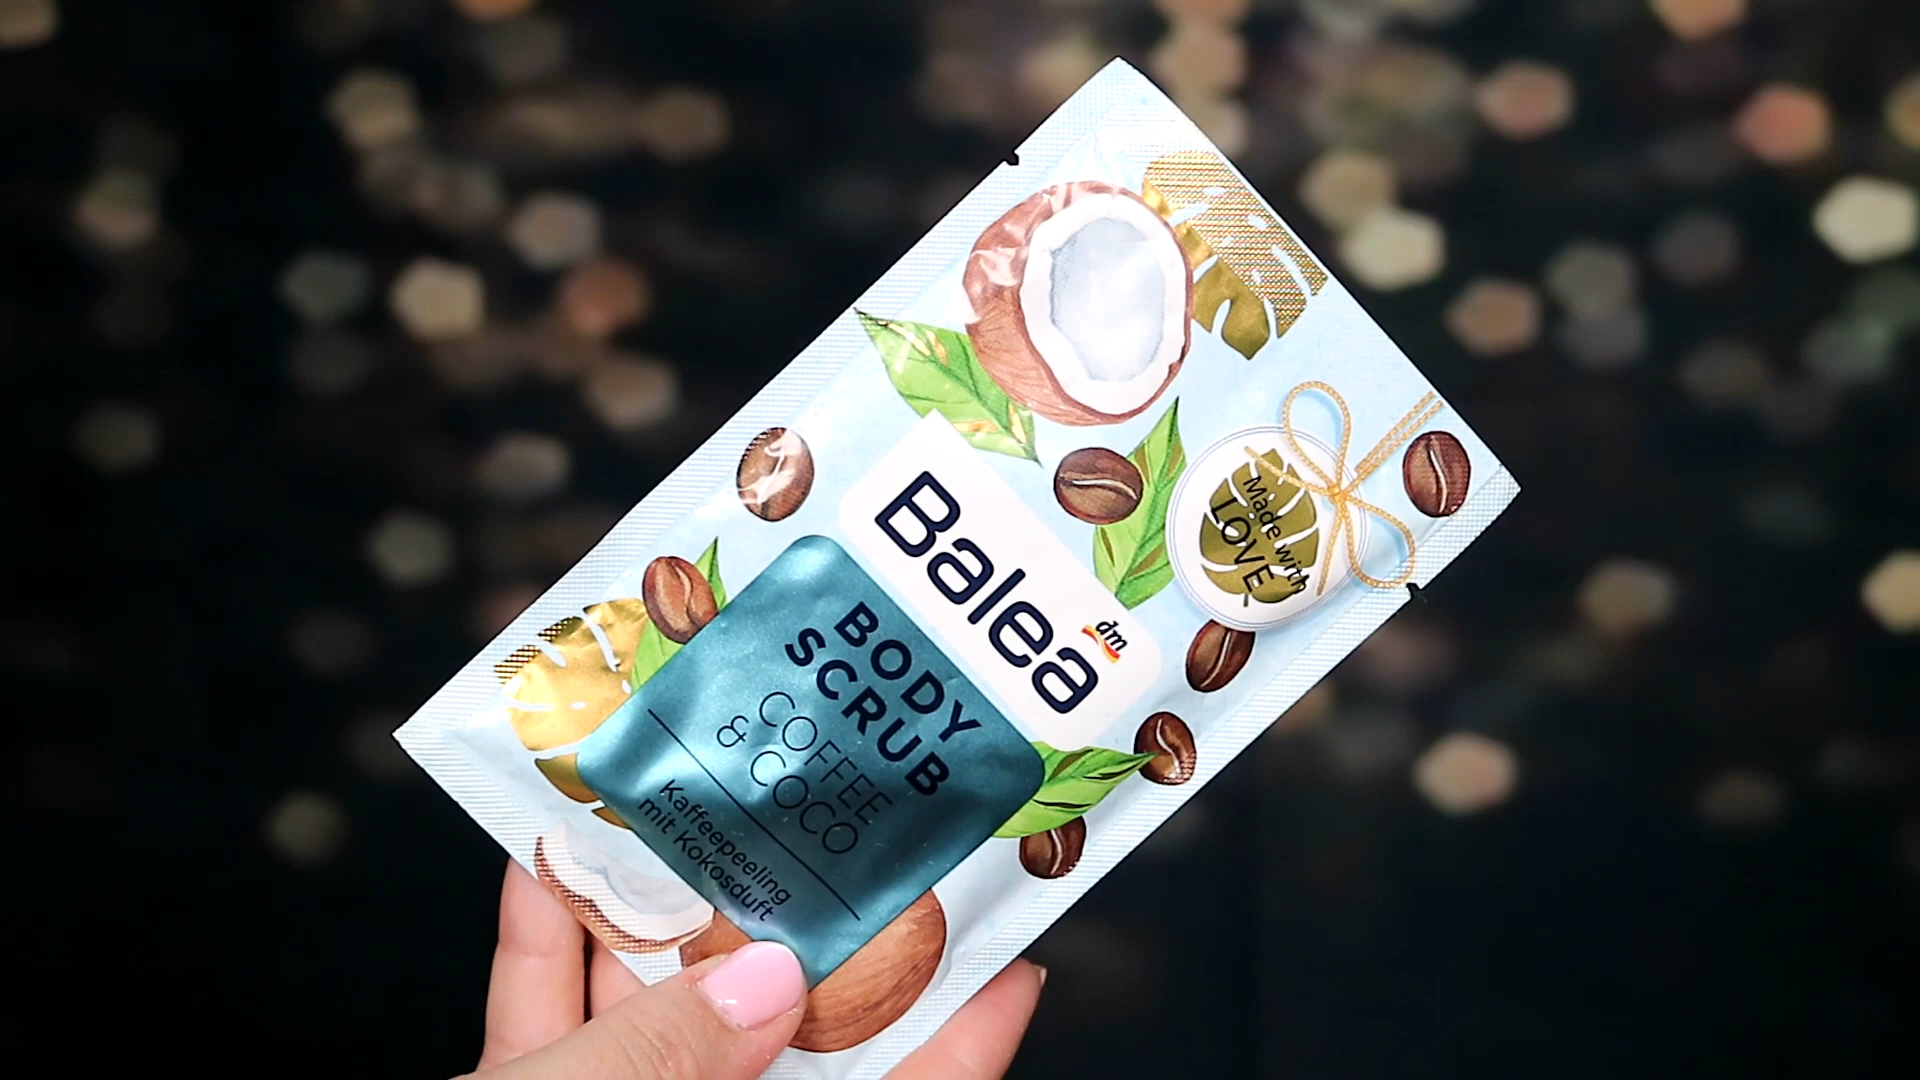 Balea
dm
BODY
SCRUB
COFFEE
& COCO
Kaffeepeeling
mit Kokosduft
Made with
LOVE